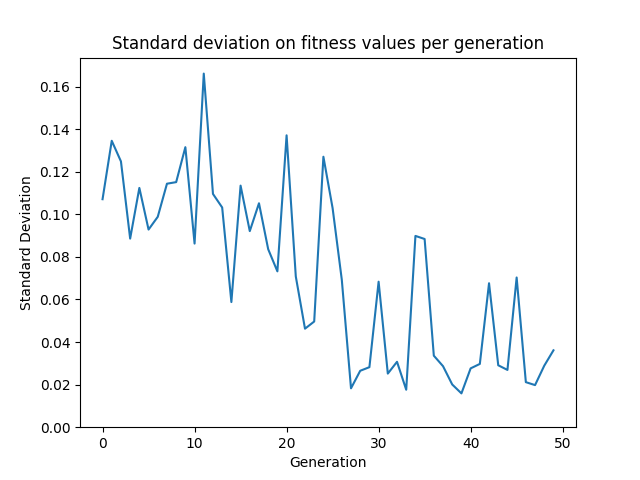 Standard deviation on fitness values per generation
0.16
0.14
0.12
0.10
0.08
0.06
0.04
0.02
0.00
Standard Deviation
0 10 20 30 40 50
Generation